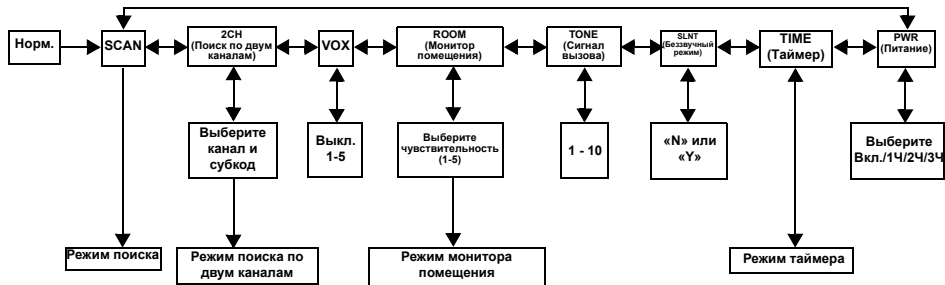 Норм.
SCAN
2CH
(Поиск по двум
каналам)
VOX
ROOM
(Монитор
помещения)
TONE
(Сигнал
вызова)
SLNT
(Беззвучный
режим)
TIME
(Таймер)
PWR
(Питание)
Выберите
канал и
субкод
Выкл.
1-5
Выберите
чувствительность
(1-5)
1 - 10
«N» или
«Y»
Выберите
Вкл./1Ч/2Ч/3Ч
Режим поиска
Режим поиска по
двум каналам
Режим монитора
помещения
Режим таймера